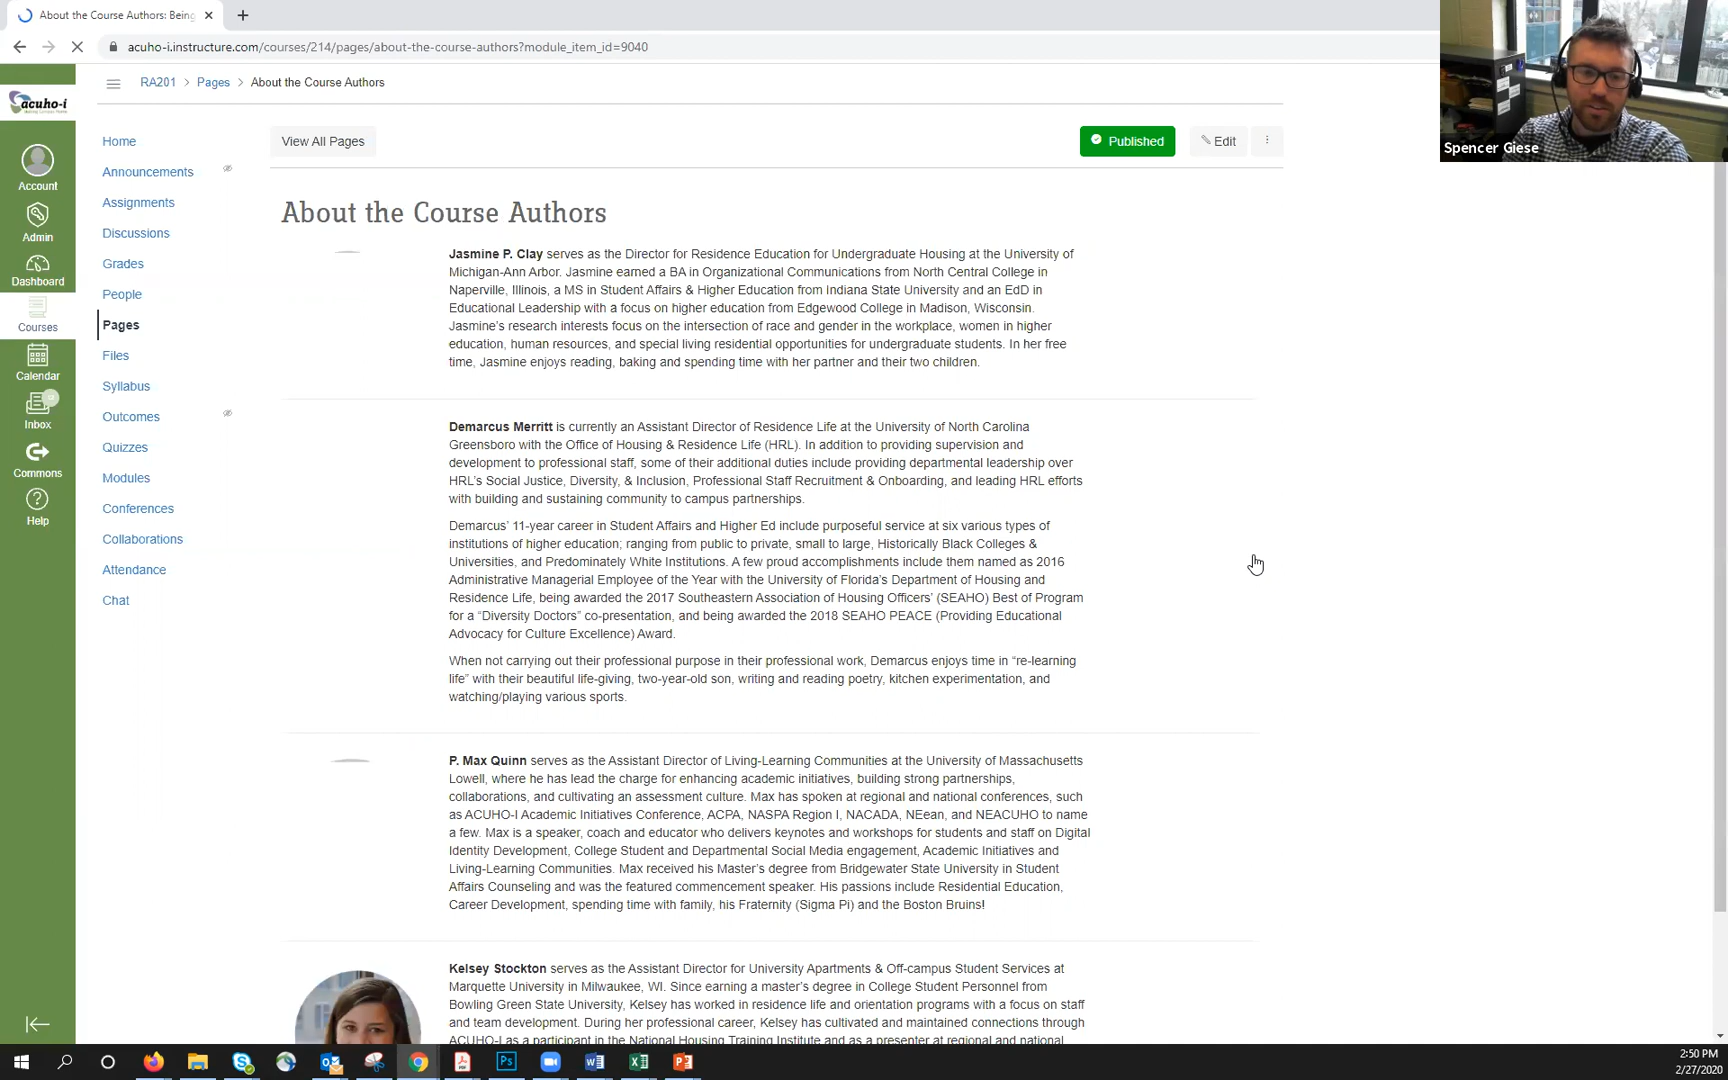 About the Course Authors: Being
acuho-i.instructure.com/courses/214/pages/about-the-course-authors?module_item_id=9040
Spencer Giese
acuho-i
RA201 > Pages > About the Course Authors
Account
Admin
Dashboard
Courses
Calendar
Inbox
Commons
Help
Home
Announcements
Assignments
Discussions
Grades
People
Pages
Files
Syllabus
Outcomes
Quizzes
Modules
Conferences
Collaborations
Attendance
Chat
View All Pages
Published
Edit
About the Course Authors
Jasmine P. Clay serves as the Director for Residence Education for Undergraduate Housing at the University of
Michigan-Ann Arbor. Jasmine earned a BA in Organizational Communications from North Central College in
Naperville, Illinois, a MS in Student Affairs & Higher Education from Indiana State University and an EdD in
Educational Leadership with a focus on higher education from Edgewood College in Madison, Wisconsin.
Jasmine's research interests focus on the intersection of race and gender in the workplace, women in higher
education, human resources, and special living residential opportunities for undergraduate students. In her free
time, Jasmine enjoys reading, baking and spending time with her partner and their two children.
Demarcus Merritt is currently an Assistant Director of Residence Life at the University of North Carolina
Greensboro with the Office of Housing & Residence Life (HRL). In addition to providing supervision and
development to professional staff, some of their additional duties include providing departmental leadership over
HRL's Social Justice, Diversity, & Inclusion, Professional Staff Recruitment & Onboarding, and leading HRL efforts
with building and sustaining community to campus partnerships.
Demarcus' 11-year career in Student Affairs and Higher Ed include purposeful service at six various types of
institutions of higher education; ranging from public to private, small to large, Historically Black Colleges &
Universities, and Predominately White Institutions. A few proud accomplishments include them named as 2016
Administrative Managerial Employee of the Year with the University of Florida's Department of Housing and
Residence Life, being awarded the 2017 Southeastern Association of Housing Officers' (SEAHO) Best of Program
for a "Diversity Doctors" co-presentation, and being awarded the 2018 SEAHO PEACE (Providing Educational
Advocacy for Culture Excellence) Award.
When not carrying out their professional purpose in their professional work, Demarcus enjoys time in "re-learning
life" with their beautiful life-giving, two-year-old son, writing and reading poetry, kitchen experimentation, and
watching/playing various sports.
P. Max Quinn serves as the Assistant Director of Living-Learning Communities at the University of Massachusetts
Lowell, where he has lead the charge for enhancing academic initiatives, building strong partnerships,
collaborations, and cultivating an assessment culture. Max has spoken at regional and national conferences, such
as ACUHO-I Academic Initiatives Conference, ACPA, NASPA Region I, NACADA, NEean, and NEACUHO to name
a few. Max is a speaker, coach and educator who delivers keynotes and workshops for students and staff on Digital
Identity Development, College Student and Departmental Social Media engagement, Academic Initiatives and
Living-Learning Communities. Max received his Master's degree from Bridgewater State University in Student
Affairs Counseling and was the featured commencement speaker. His passions include Residential Education,
Career Development, spending time with family, his Fraternity (Sigma Pi) and the Boston Bruins!
Kelsey Stockton serves as the Assistant Director for University Apartments & Off-campus Student Services at
Marquette University in Milwaukee, WI. Since earning a master's degree in College Student Personnel from
Bowling Green State University, Kelsey has worked in residence life and orientation programs with a focus on staff
and team development. During her professional career, Kelsey has cultivated and maintained connections through
ACUHO-I as a participant in the National Housing Training Institute and as a presenter at regional and national
2:50 PM
2/27/2020